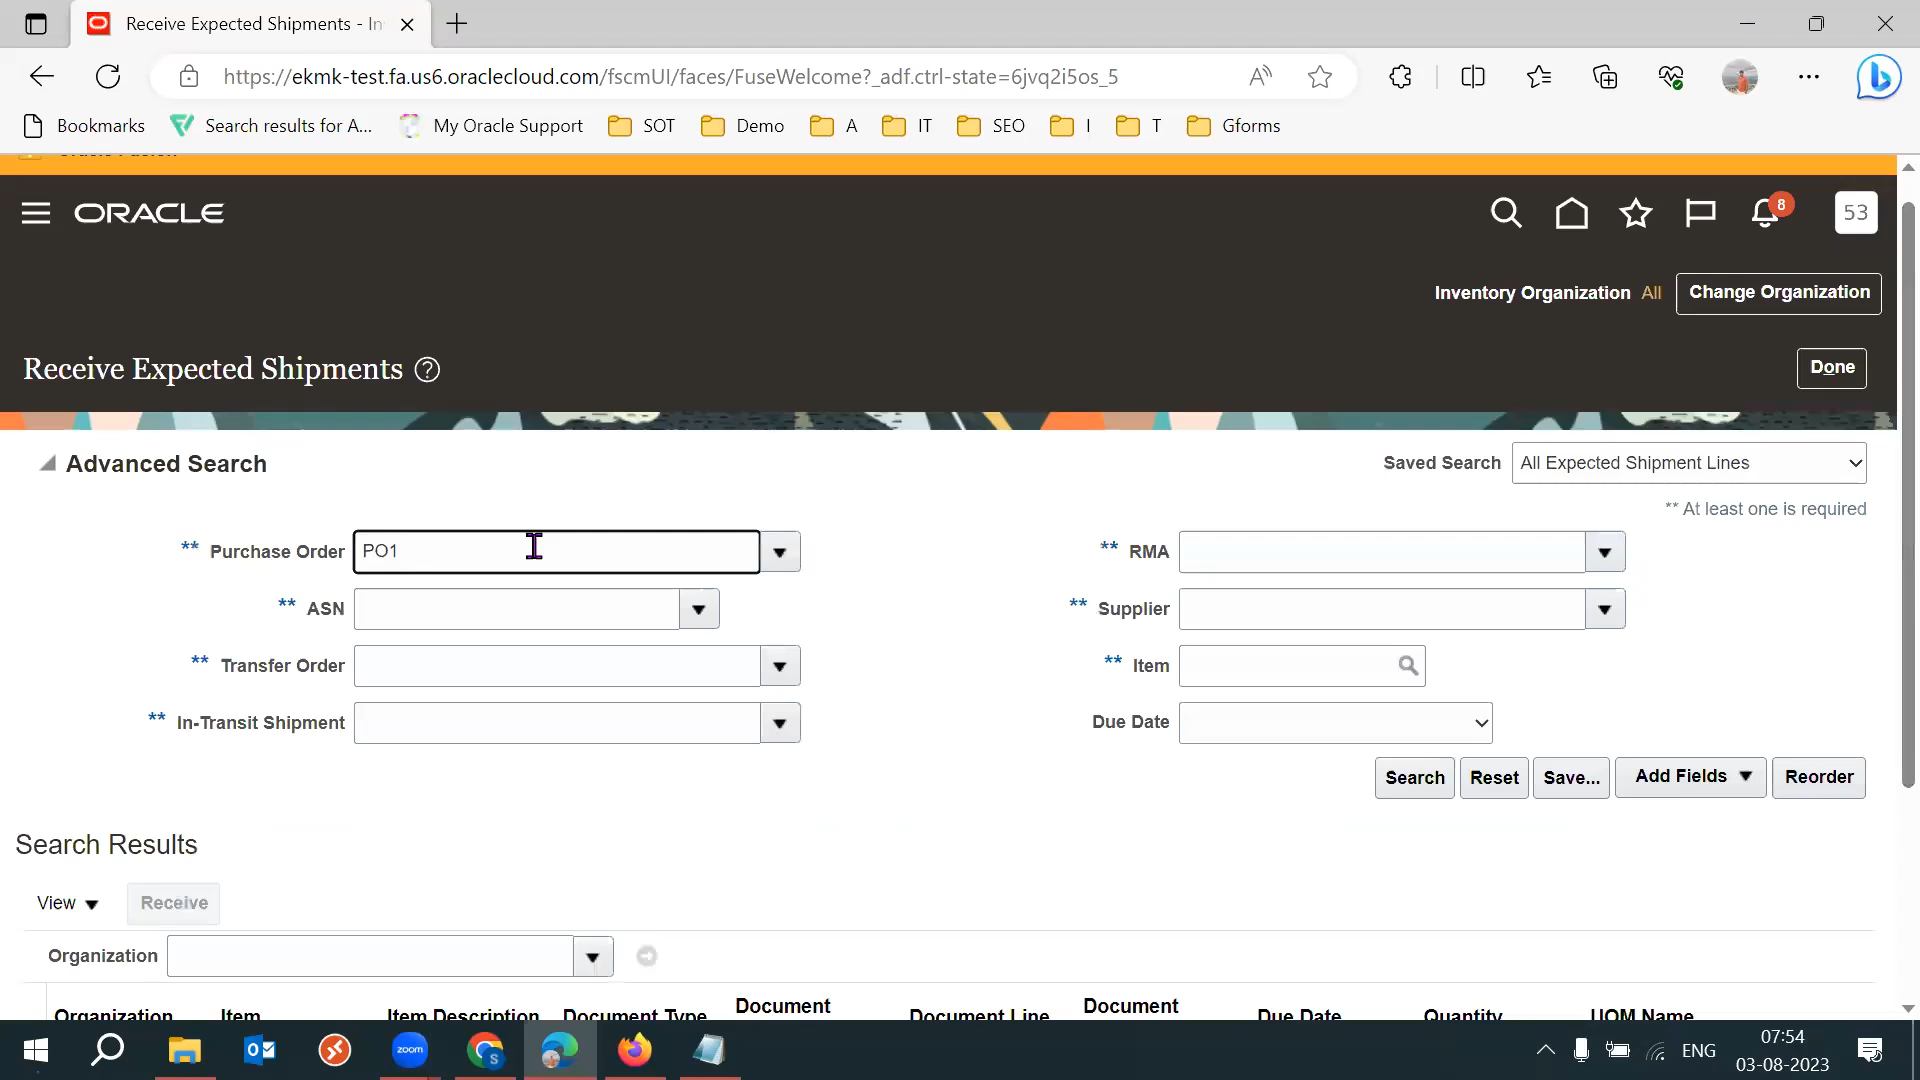 Receive Expected Shipments - In
https://ekmk-test.fa.us6.oraclecloud.com/fscmUI/faces/FuseWelcome?_adf.ctrl-state=6jvq2i5os_5
Bookmarks Search results for A... My Oracle Support SOT Demo A IT SEO I T Gforms
ORACLE 8 53
Inventory Organization All Change Organization
Receive Expected Shipments ? Done
Advanced Search Saved Search All Expected Shipment Lines
** At least one is required
** Purchase Order PO1 ** RMA
** ASN ** Supplier
** Transfer Order ** Item
** In-Transit Shipment Due Date
Search Reset Save... Add Fields Reorder
Search Results
View Receive
Organization
Organization Item Item Description Document Type Document Document Line Document Due Date Quantity UOM Name
zoom S ENG 07:54
03-08-2023